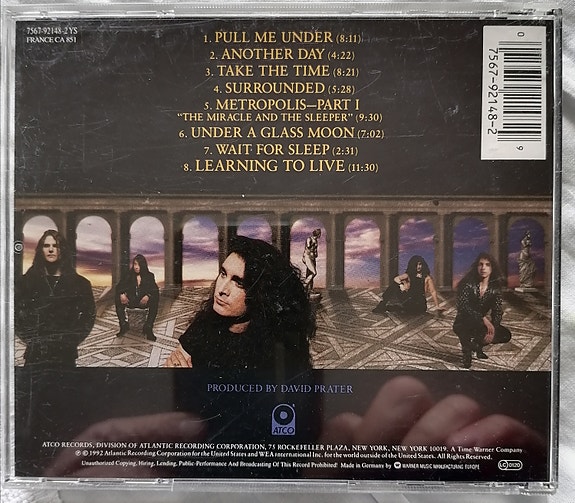 7567-92148-2 YS
FRANCE CA 851
1. PULL ME UNDER (8:11)
2. ANOTHER DAY (4:22)
3. TAKE THE TIME (8:21)
4. SURROUNDED (5:28)
5. METROPOLIS—PART I
"THE MIRACLE AND THE SLEEPER" (9:30)
6. UNDER A GLASS MOON (7:02)
7. WAIT FOR SLEEP (2:31)
8. LEARNING TO LIVE (11:30)
0
7567-92148-2
9
PRODUCED BY DAVID PRATER
ATCO
ATCO RECORDS, DIVISION OF ATLANTIC RECORDING CORPORATION, 75 ROCKEFELLER PLAZA, NEW YORK, NEW YORK 10019. A Time Warner Company
℗ © 1992 Atlantic Recording Corporation for the United States and WEA International Inc. for the world outside of the United States. All Rights Reserved.
Unauthorized Copying, Hiring, Lending, Public-Performance And Broadcasting Of This Record Prohibited! Made in Germany by WARNER MUSIC MANUFACTURING EUROPE
LC 0120